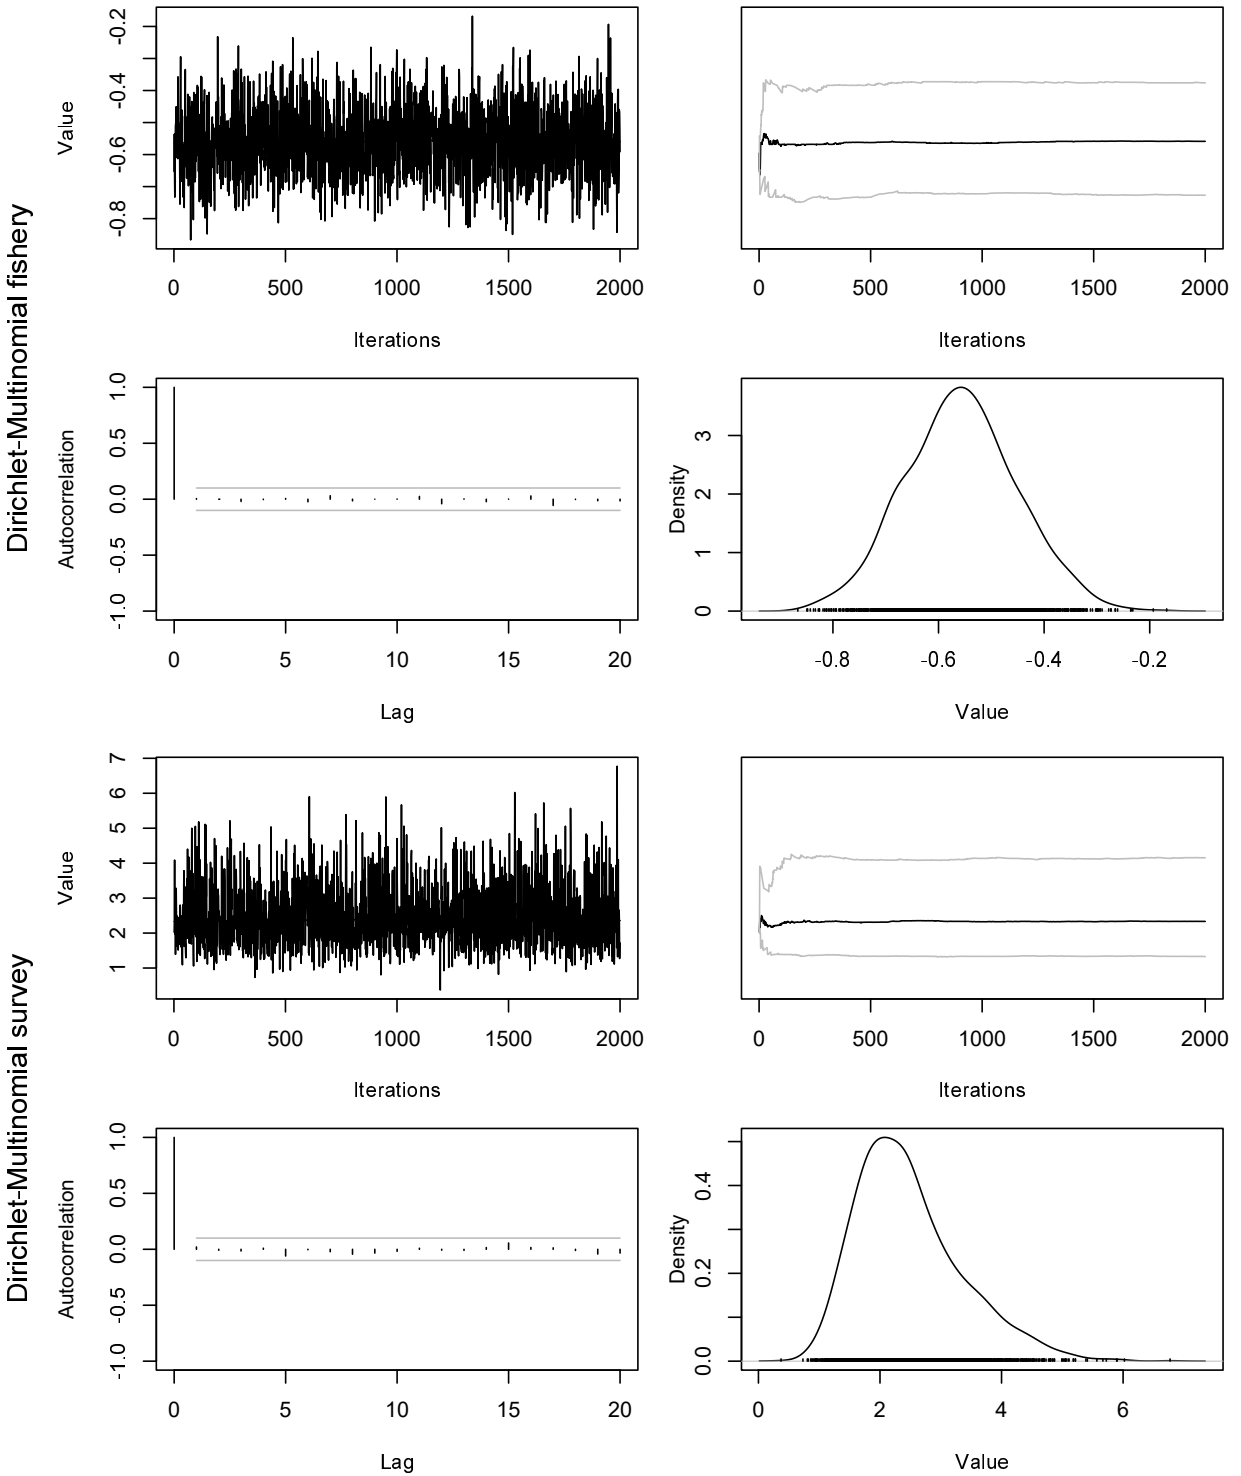 Dirichlet-Multinomial fishery
Value
-0.8 -0.6 -0.4 -0.2
0 500 1000 1500 2000
Iterations
0 500 1000 1500 2000
Iterations
Autocorrelation
-1.0 -0.5 0.0 0.5 1.0
0 5 10 15 20
Lag
Density
0 1 2 3
-0.8 -0.6 -0.4 -0.2
Value
Dirichlet-Multinomial survey
Value
1 2 3 4 5 6 7
0 500 1000 1500 2000
Iterations
0 500 1000 1500 2000
Iterations
Autocorrelation
-1.0 -0.5 0.0 0.5 1.0
0 5 10 15 20
Lag
Density
0.0 0.2 0.4
0 2 4 6
Value